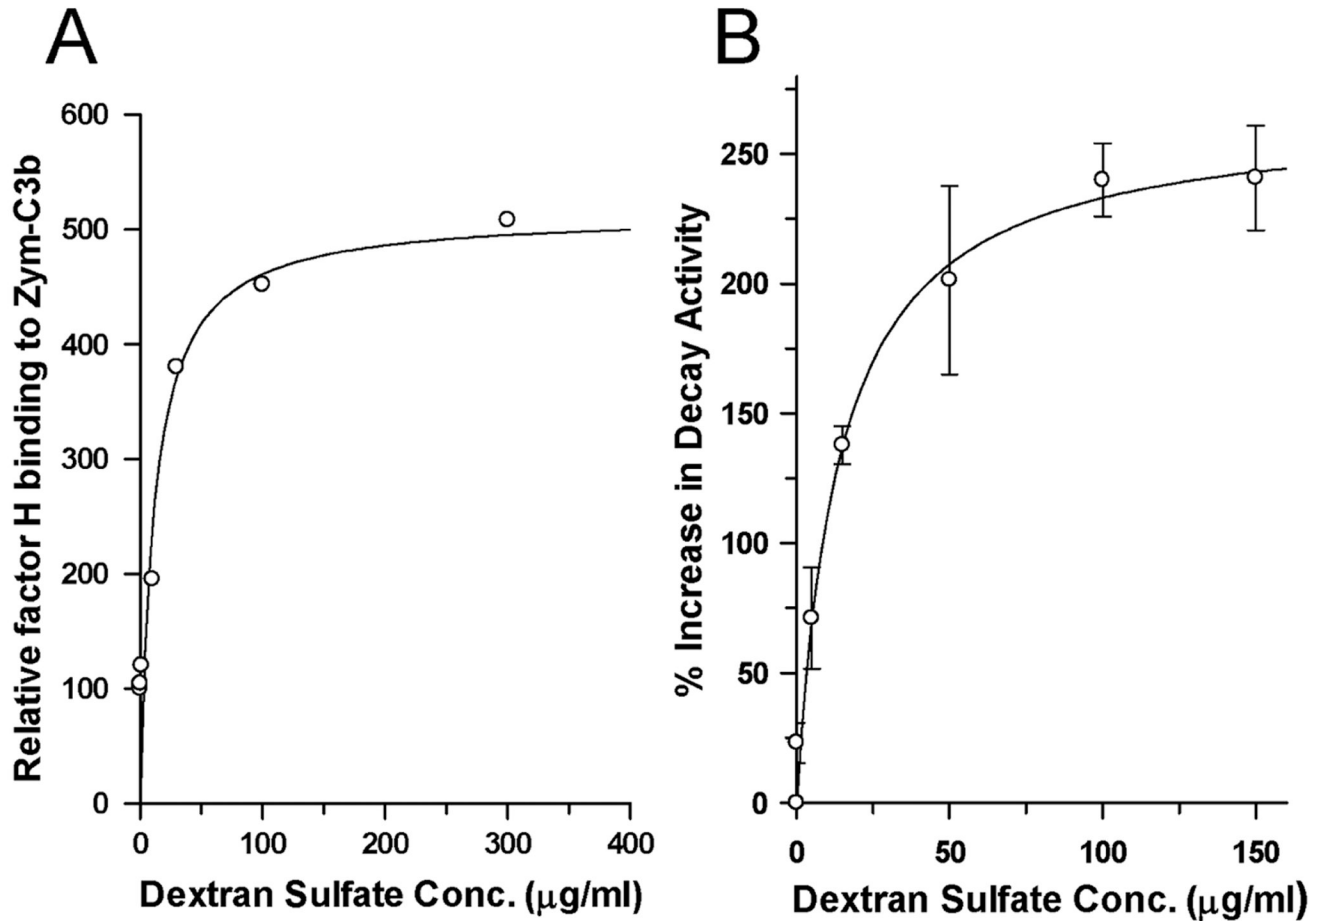 A
Relative factor H binding to Zym-C3b
600
500
400
300
200
100
0
0 100 200 300 400
Dextran Sulfate Conc. (μg/ml)
B
% Increase in Decay Activity
250
200
150
100
50
0
0 50 100 150
Dextran Sulfate Conc. (μg/ml)